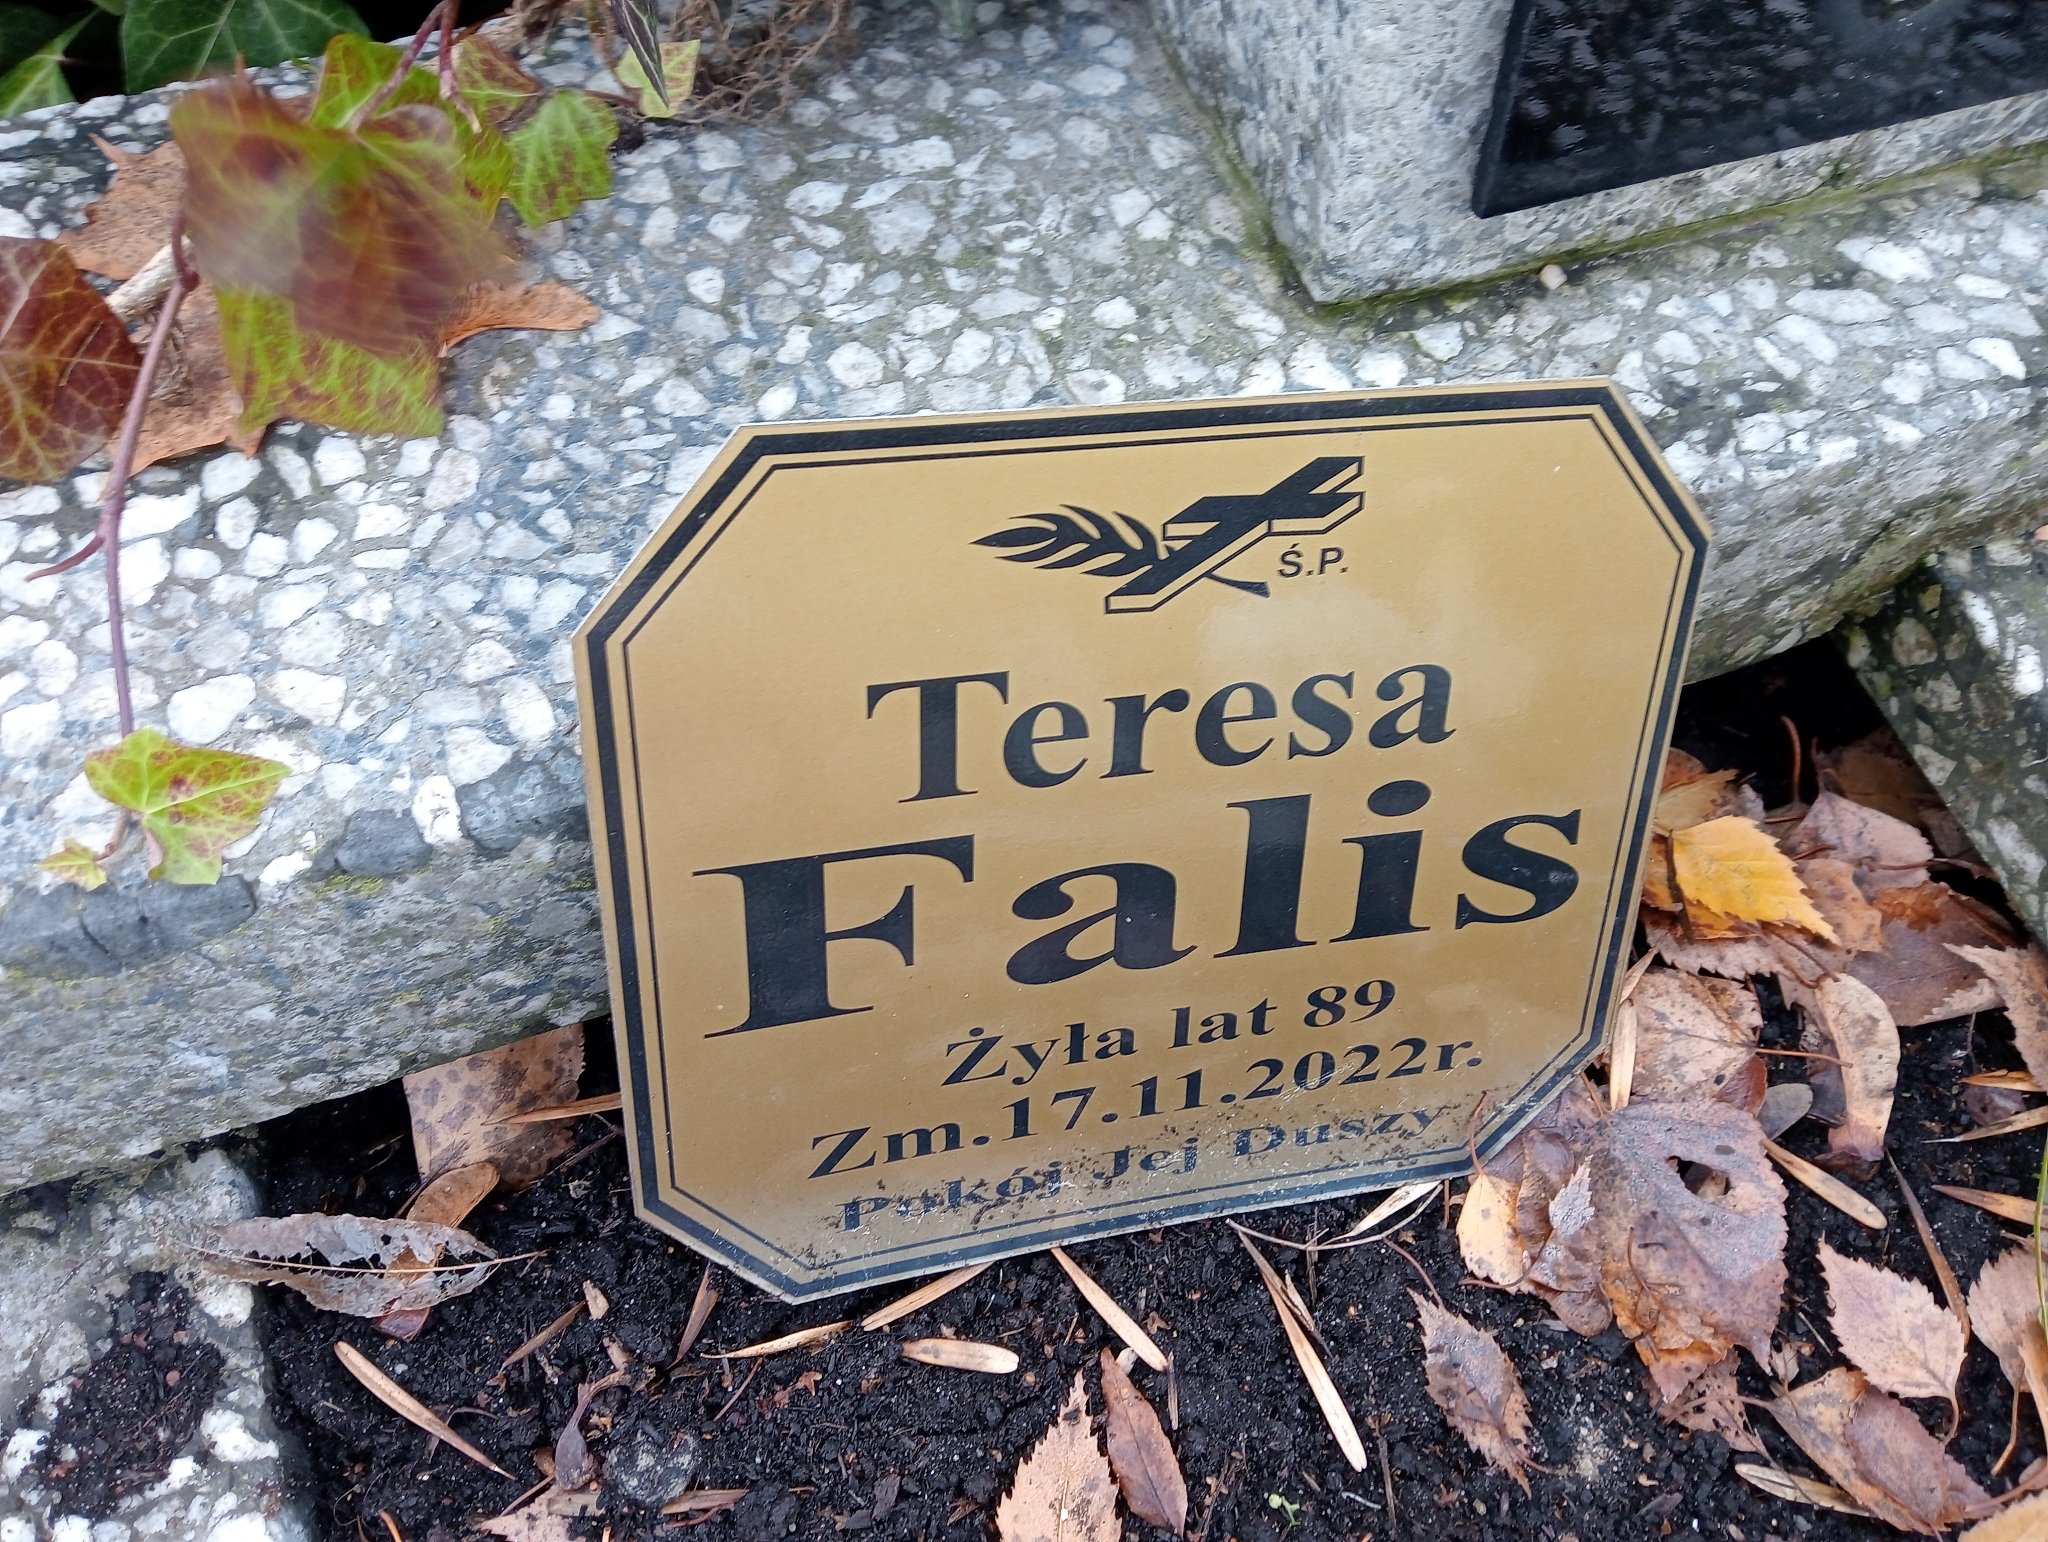 Ś.P.
Teresa
Falis
Żyła lat 89
Zm.17.11.2022r.
Pokój Jej Duszy